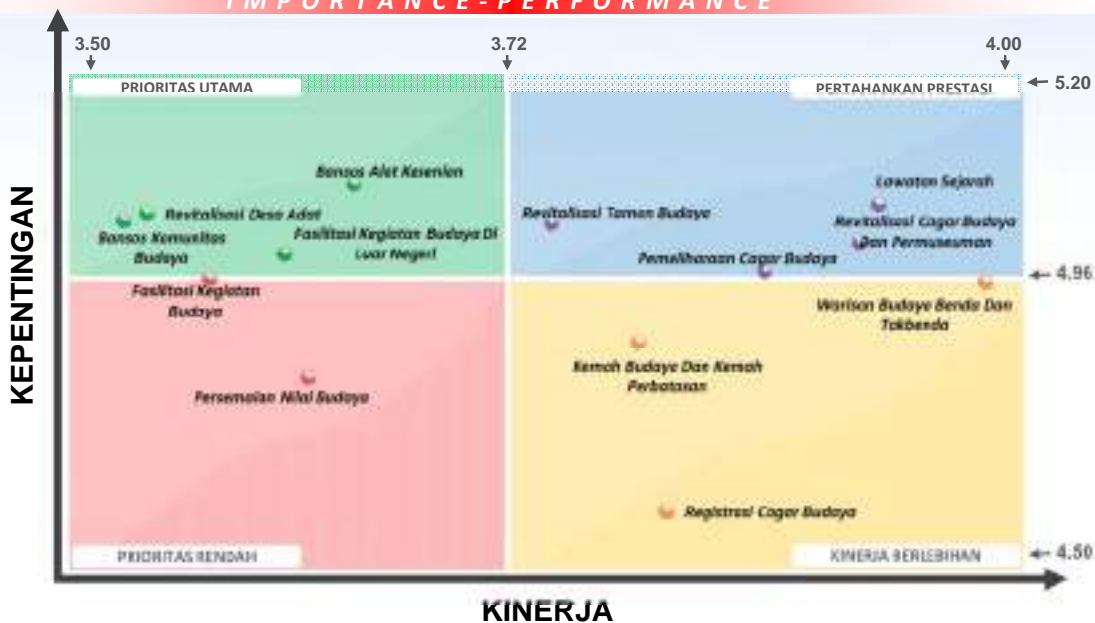 IMPORTANCE-PERFORMANCE
3.50
3.72
4.00
PRIORITAS UTAMA
PERTAHANKAN PRESTASI
5.20
Bansos Alat Kesenian
Lawatan Sejarah
Revitalisasi Desa Adat
Revitalisasi Taman Budaya
Revitalisasi Cagar Budaya
Dan Permuseuman
Bansos Komunitas
Budaya
Fasilitasi Kegiatan Budaya Di
Luar Negeri
Pemeliharaan Cagar Budaya
4.96
KEPENTINGAN
Fasilitasi Kegiatan
Budaya
Warisan Budaya Benda Dan
Takbenda
Kemah Budaya Dan Kemah
Perbatasan
Persemaian Nilai Budaya
Registrasi Cagar Budaya
PRIORITAS RENDAH
KINERJA BERLEBIHAN
4.50
KINERJA